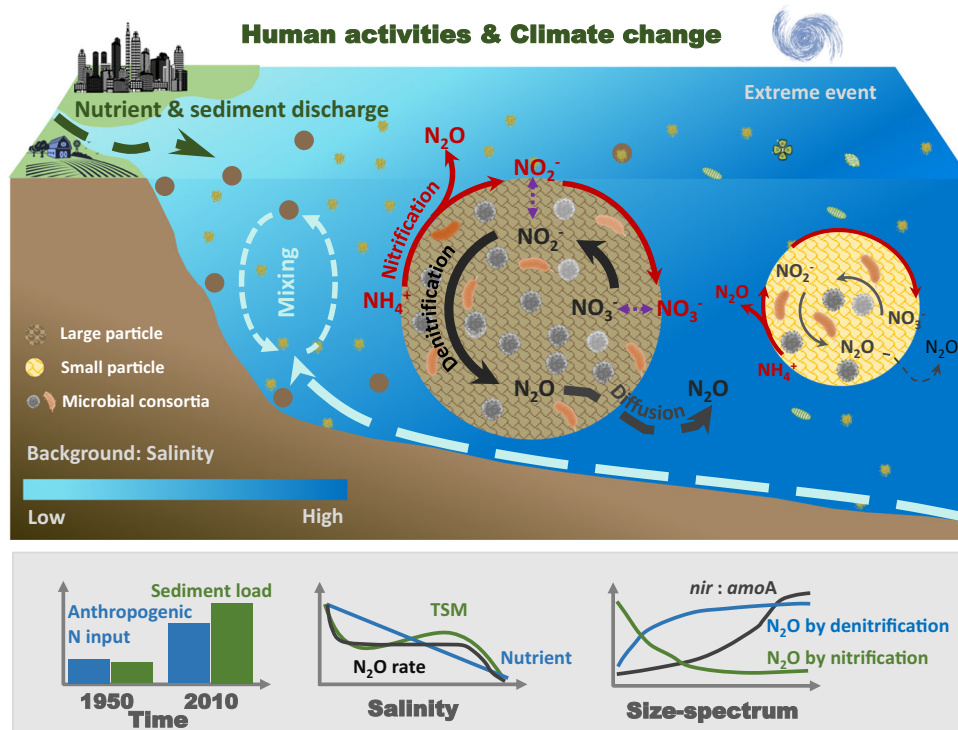 Human activities & Climate change
Nutrient & sediment discharge
Extreme event
N₂O
NO₂⁻
Nitrification
NO₂⁻
Denitrification
Mixing
NH₄⁺
NO₃⁻
NO₃⁻
N₂O
Diffusion
N₂O
NO₂⁻
N₂O
NO₃⁻
N₂O
N₂O
NH₄⁺
Large particle
Small particle
Microbial consortia
Background: Salinity
Low
High
Anthropogenic
N input
Sediment load
1950
2010
Time
TSM
N₂O rate
Nutrient
Salinity
nir : amoA
N₂O by denitrification
N₂O by nitrification
Size-spectrum